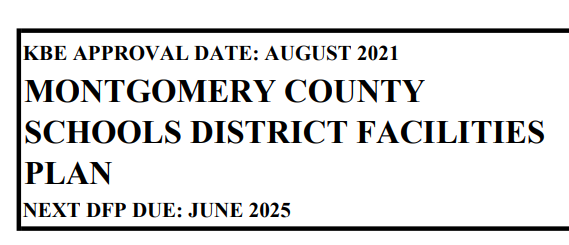 KBE APPROVAL DATE: AUGUST 2021
MONTGOMERY COUNTY
SCHOOLS DISTRICT FACILITIES
PLAN
NEXT DFP DUE: JUNE 2025